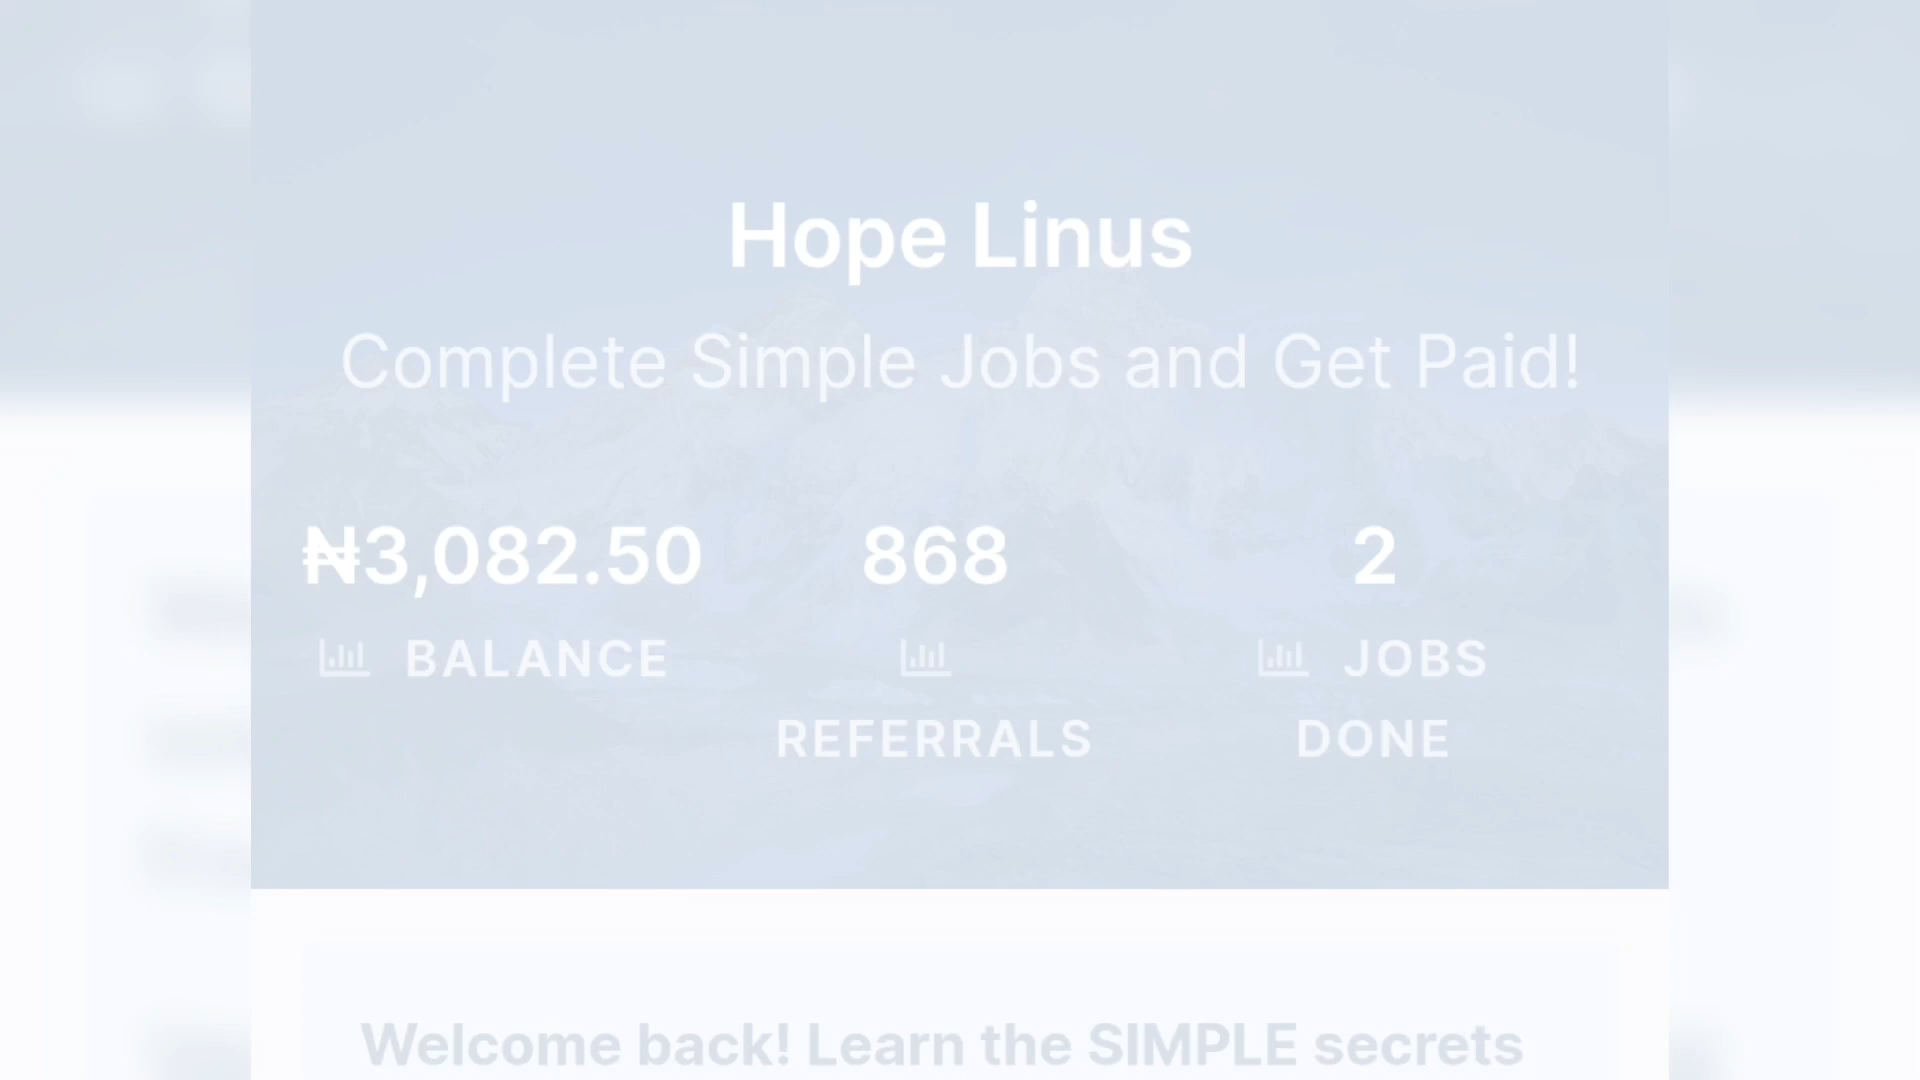 Hope Linus
Complete Simple Jobs and Get Paid!
₦3,082.50
BALANCE
868
REFERRALS
2
JOBS
DONE
Welcome back! Learn the SIMPLE secrets